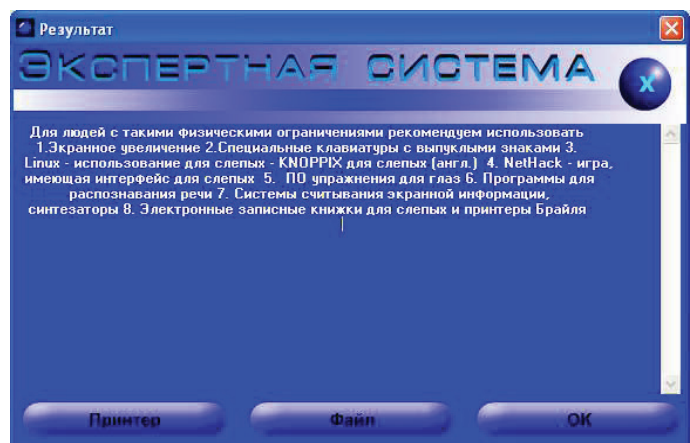 Результат
ЭКСПЕРТНАЯ СИСТЕМА
X
Для людей с такими физическими ограничениями рекомендуем использовать
1.Экранное увеличение 2.Специальные клавиатуры с выпуклыми знаками 3.
Linux - использование для слепых - KNOPPIX для слепых (англ.) 4. NetHack - игра,
имеющая интерфейс для слепых 5. ПО упражнения для глаз 6. Программы для
распознавания речи 7. Системы считывания экранной информации,
синтезаторы 8. Электронные записные книжки для слепых и принтеры Брайля
Принтер Файл OK